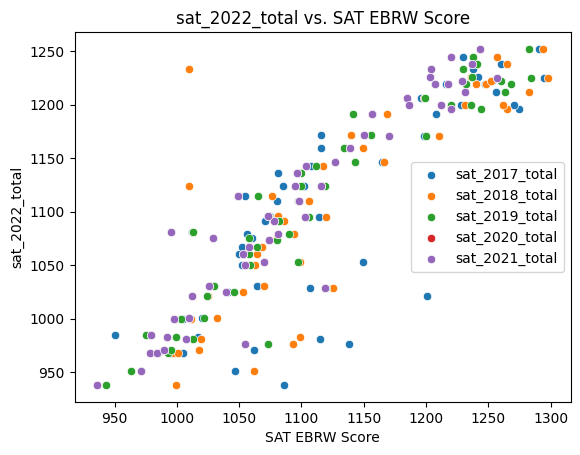 sat_2022_total vs. SAT EBRW Score
sat_2022_total
1250
1200
1150
1100
1050
1000
950
sat_2017_total
sat_2018_total
sat_2019_total
sat_2020_total
sat_2021_total
950 1000 1050 1100 1150 1200 1250 1300
SAT EBRW Score